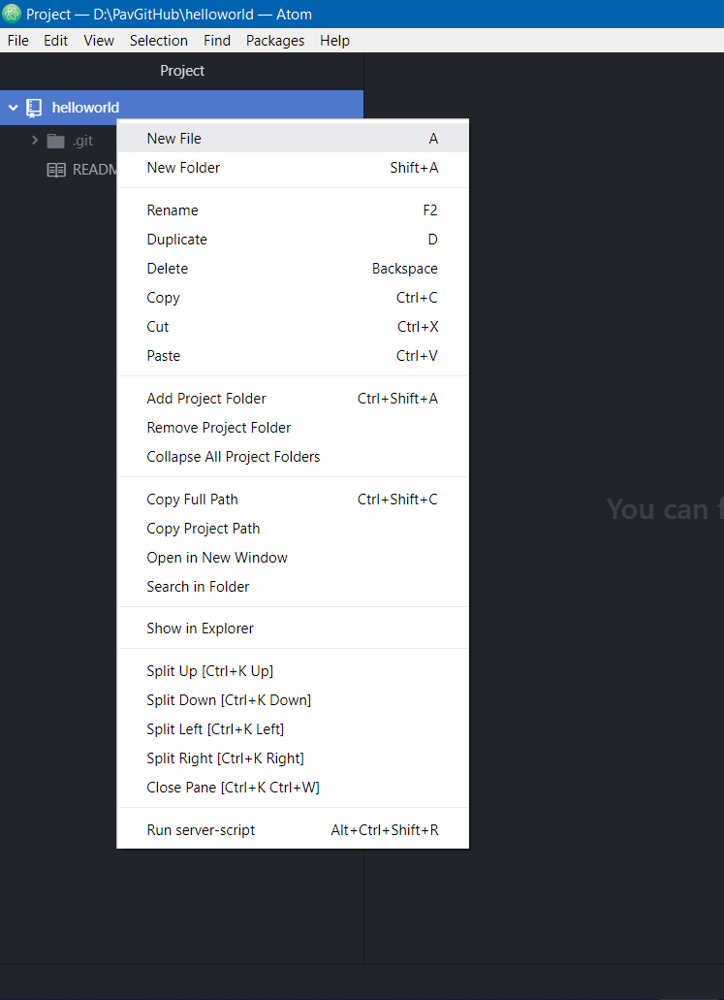 Project — D:\PavGitHub\helloworld — Atom
File Edit View Selection Find Packages Help
Project
helloworld
.git
New File A
New Folder Shift+A
Rename F2
Duplicate D
Delete Backspace
Copy Ctrl+C
Cut Ctrl+X
Paste Ctrl+V
Add Project Folder Ctrl+Shift+A
Remove Project Folder
Collapse All Project Folders
Copy Full Path Ctrl+Shift+C
Copy Project Path
Open in New Window
Search in Folder
Show in Explorer
Split Up [Ctrl+K Up]
Split Down [Ctrl+K Down]
Split Left [Ctrl+K Left]
Split Right [Ctrl+K Right]
Close Pane [Ctrl+K Ctrl+W]
Run server-script Alt+Ctrl+Shift+R
You can